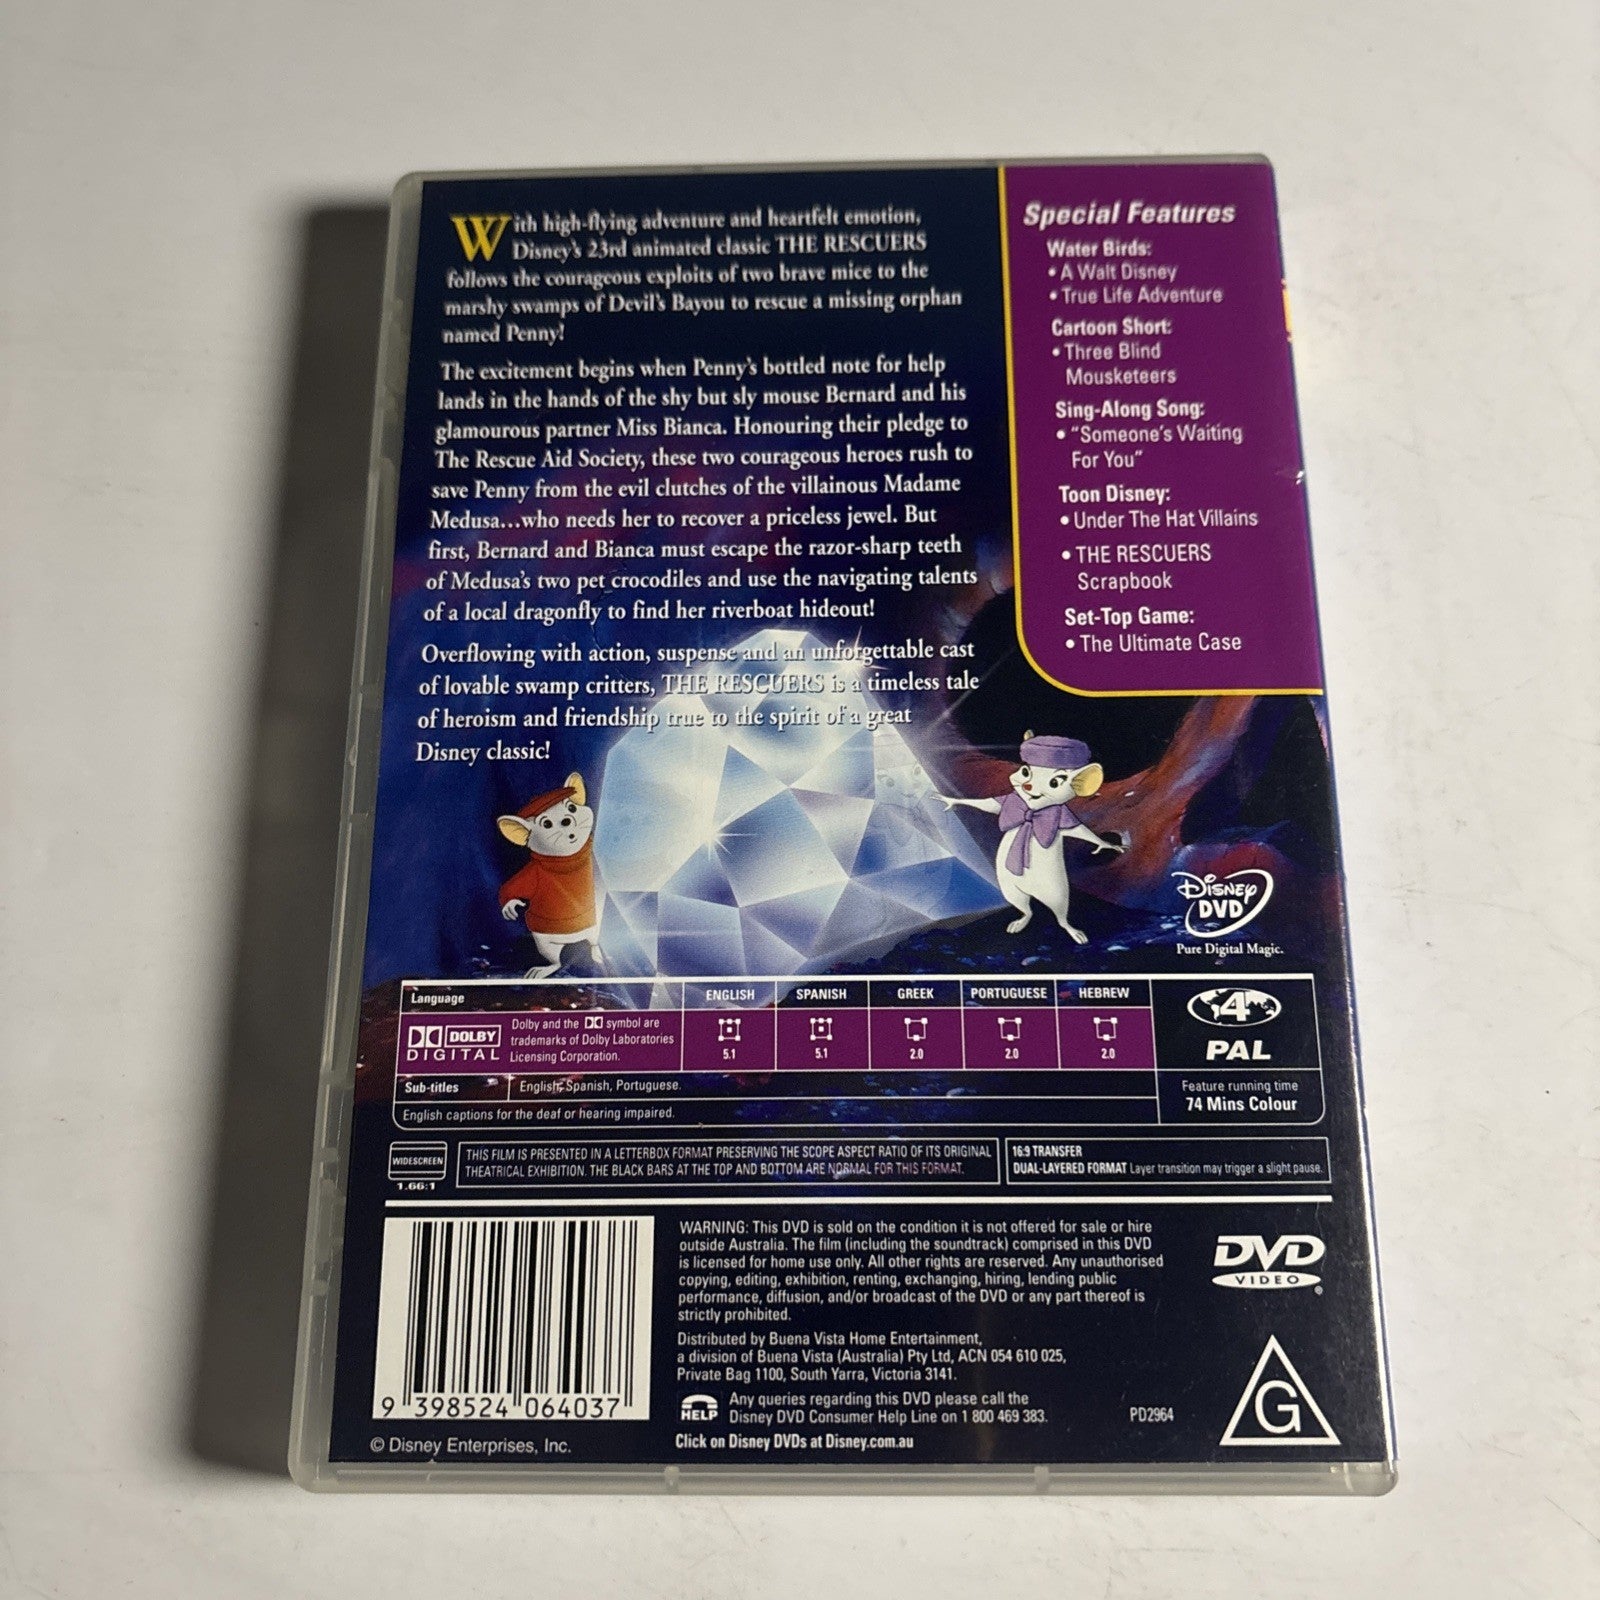 With high-flying adventure and heartfelt emotion,
Disney's 23rd animated classic THE RESCUERS
follows the courageous exploits of two brave mice to the
marshy swamps of Devil's Bayou to rescue a missing orphan
named Penny!
The excitement begins when Penny's bottled note for help
lands in the hands of the shy but sly mouse Bernard and his
glamourous partner Miss Bianca. Honouring their pledge to
The Rescue Aid Society, these two courageous heroes rush to
save Penny from the evil clutches of the villainous Madame
Medusa...who needs her to recover a priceless jewel. But
first, Bernard and Bianca must escape the razor-sharp teeth
of Medusa's two pet crocodiles and use the navigating talents
of a local dragonfly to find her riverboat hideout!
Overflowing with action, suspense and an unforgettable cast
of lovable swamp critters, THE RESCUERS is a timeless tale
of heroism and friendship true to the spirit of a great
Disney classic!
Special Features
Water Birds:
• A Walt Disney
• True Life Adventure
Cartoon Short:
• Three Blind
Mousketeers
Sing-Along Song:
• "Someone's Waiting
For You"
Toon Disney:
• Under The Hat Villains
• THE RESCUERS
Scrapbook
Set-Top Game:
• The Ultimate Case
Disney
DVD
Pure Digital Magic.
Language
ENGLISH
SPANISH
GREEK
PORTUGUESE
HEBREW
DOLBY
DIGITAL
Dolby and the DD symbol are
trademarks of Dolby Laboratories
Licensing Corporation.
5.1
5.1
2.0
2.0
2.0
4
PAL
Sub-titles
English, Spanish, Portuguese.
English captions for the deaf or hearing impaired.
Feature running time
74 Mins Colour
WIDESCREEN
1.66:1
THIS FILM IS PRESENTED IN A LETTERBOX FORMAT PRESERVING THE SCOPE ASPECT RATIO OF ITS ORIGINAL
THEATRICAL EXHIBITION. THE BLACK BARS AT THE TOP AND BOTTOM ARE NORMAL FOR THIS FORMAT.
16:9 TRANSFER
DUAL-LAYERED FORMAT Layer transition may trigger a slight pause.
9 398524 064037
© Disney Enterprises, Inc.
WARNING: This DVD is sold on the condition it is not offered for sale or hire
outside Australia. The film (including the soundtrack) comprised in this DVD
is licensed for home use only. All other rights are reserved. Any unauthorised
copying, editing, exhibition, renting, exchanging, hiring, lending public
performance, diffusion, and/or broadcast of the DVD or any part thereof is
strictly prohibited.
Distributed by Buena Vista Home Entertainment,
a division of Buena Vista (Australia) Pty Ltd, ACN 054 610 025,
Private Bag 1100, South Yarra, Victoria 3141.
HELP
Any queries regarding this DVD please call the
Disney DVD Consumer Help Line on 1 800 469 383.
Click on Disney DVDs at Disney.com.au
PD2964
DVD
VIDEO
G